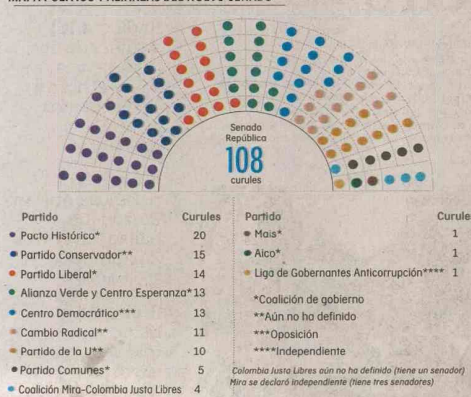 Senado
República
108
curules
Partido Curules
Pacto Histórico* 20
Partido Conservador** 15
Partido Liberal* 14
Alianza Verde y Centro Esperanza* 13
Centro Democrático*** 13
Cambio Radical** 11
Partido de la U** 10
Partido Comunes* 5
Coalición Mira-Colombia Justa Libres 4
Partido Curule
Mais* 1
Aico* 1
Liga de Gobernantes Anticorrupción**** 1
*Coalición de gobierno
**Aún no ha definido
***Oposición
****Independiente
Colombia Justa Libres aún no ha definido (tiene un senador)
Mira se declaró independiente (tiene tres senadores)